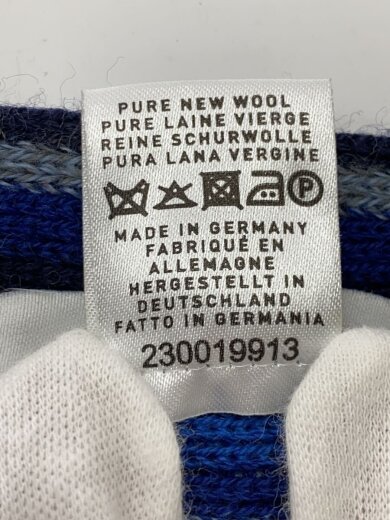 PURE NEW WOOL
PURE LAINE VIERGE
REINE SCHURWOLLE
PURA LANA VERGINE
P
MADE IN GERMANY
FABRIQUÉ EN
ALLEMAGNE
HERGESTELLT IN
DEUTSCHLAND
FATTO IN GERMANIA
230019913